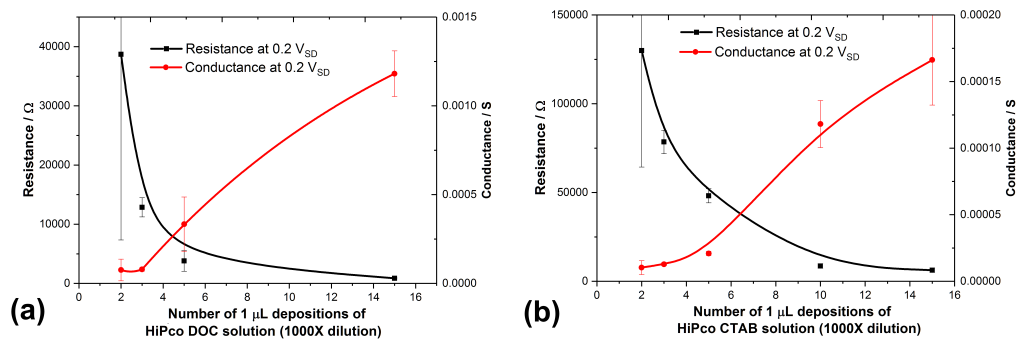 40000
30000
20000
10000
0
Resistance / Ω
Resistance at 0.2 VSD
Conductance at 0.2 VSD
0.0015
0.0010
0.0005
0.0000
Conductance / S
0 2 4 6 8 10 12 14 16
Number of 1 μL depositions of
HiPco DOC solution (1000X dilution)
(a)
150000
100000
50000
0
Resistance / Ω
Resistance at 0.2 VSD
Conductance at 0.2 VSD
0.00020
0.00015
0.00010
0.00005
0.00000
Conductance / S
0 2 4 6 8 10 12 14 16
Number of 1 μL depositions of
HiPco CTAB solution (1000X dilution)
(b)